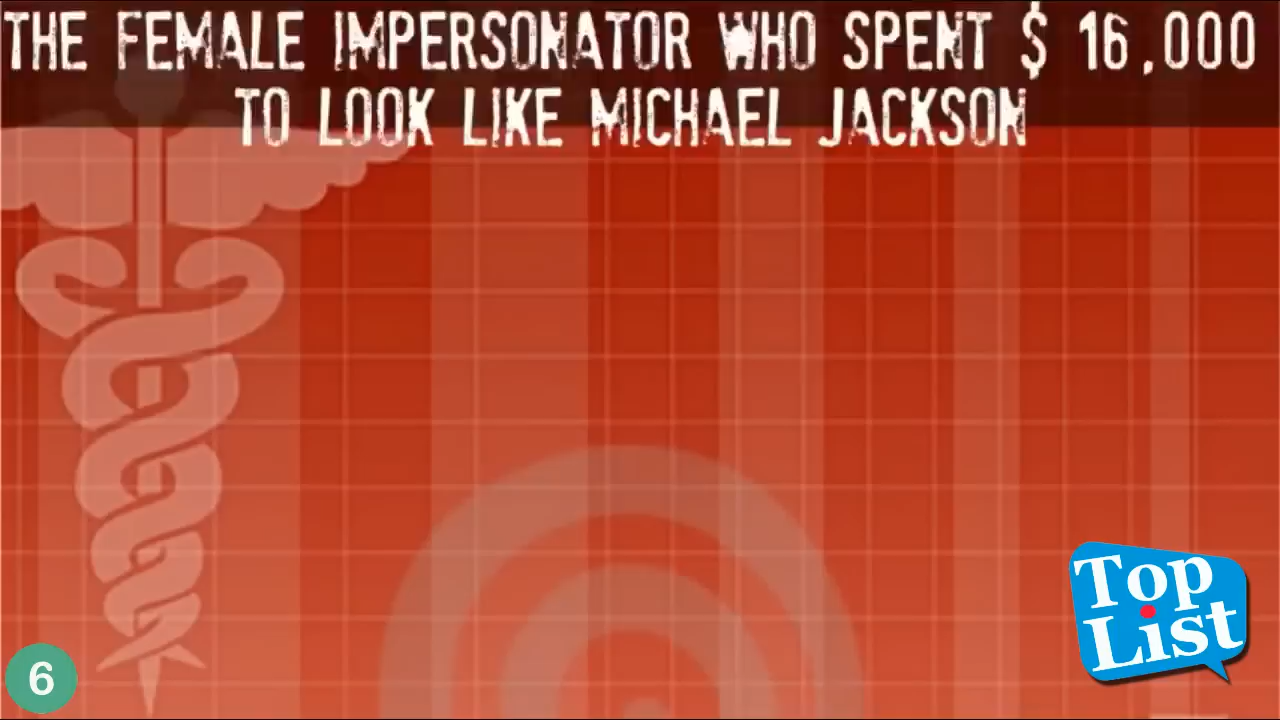 THE FEMALE IMPERSONATOR WHO SPENT $ 16,000
TO LOOK LIKE MICHAEL JACKSON
Top
List
6